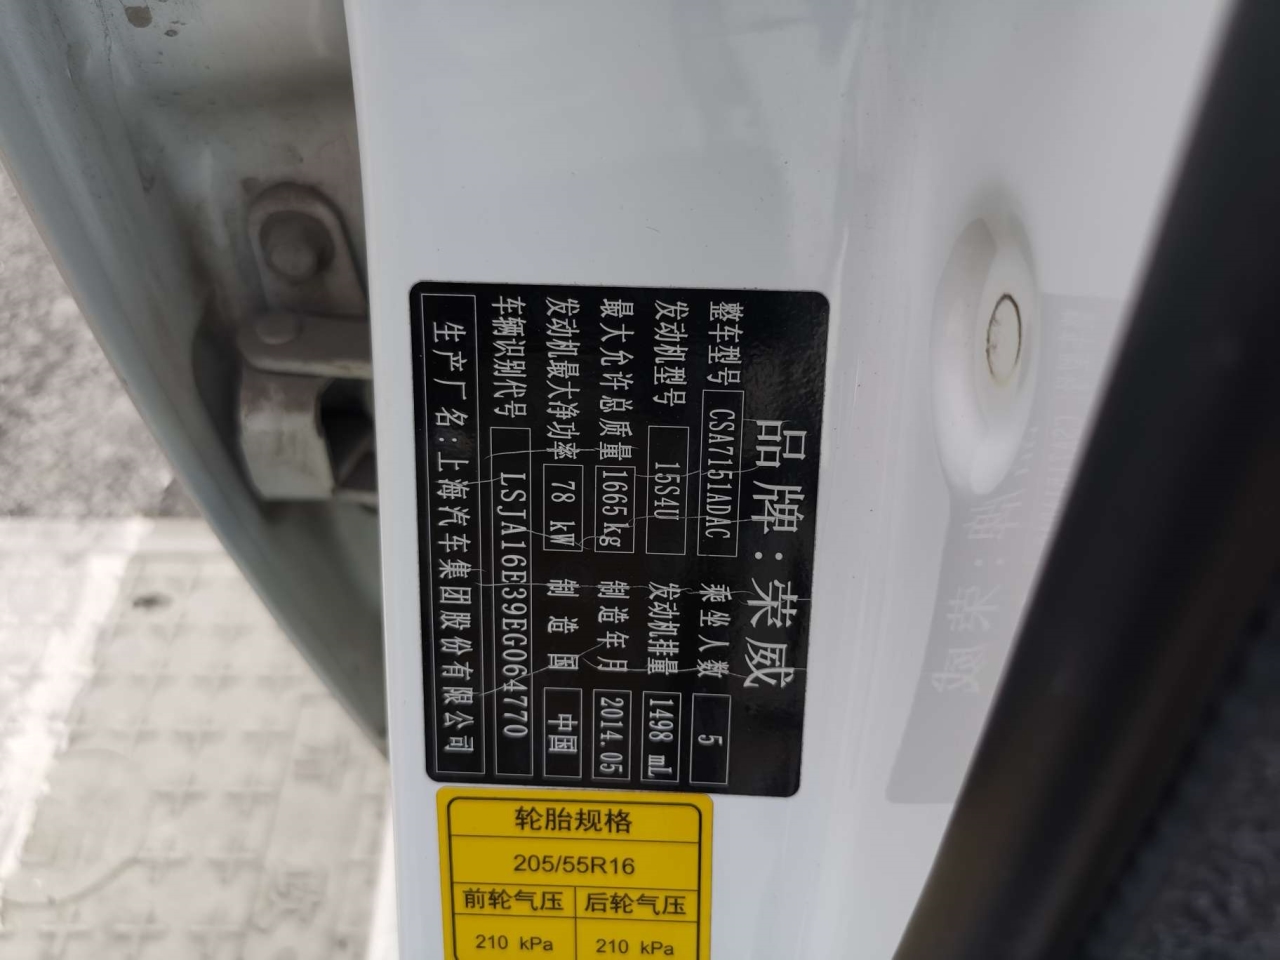 品牌:荣威
整车型号 CSA7151ADAC 乘坐人数 5
发动机型号 15S4U 发动机排量 1498 mL
最大允许总质量 1665kg 制造年月 2014.05
发动机最大净功率 78 kW 制造国 中国
车辆识别代号 LSJA16E39EG064770
生产厂名:上海汽车集团股份有限公司
轮胎规格
205/55R16
前轮气压 后轮气压
210 kPa 210 kPa